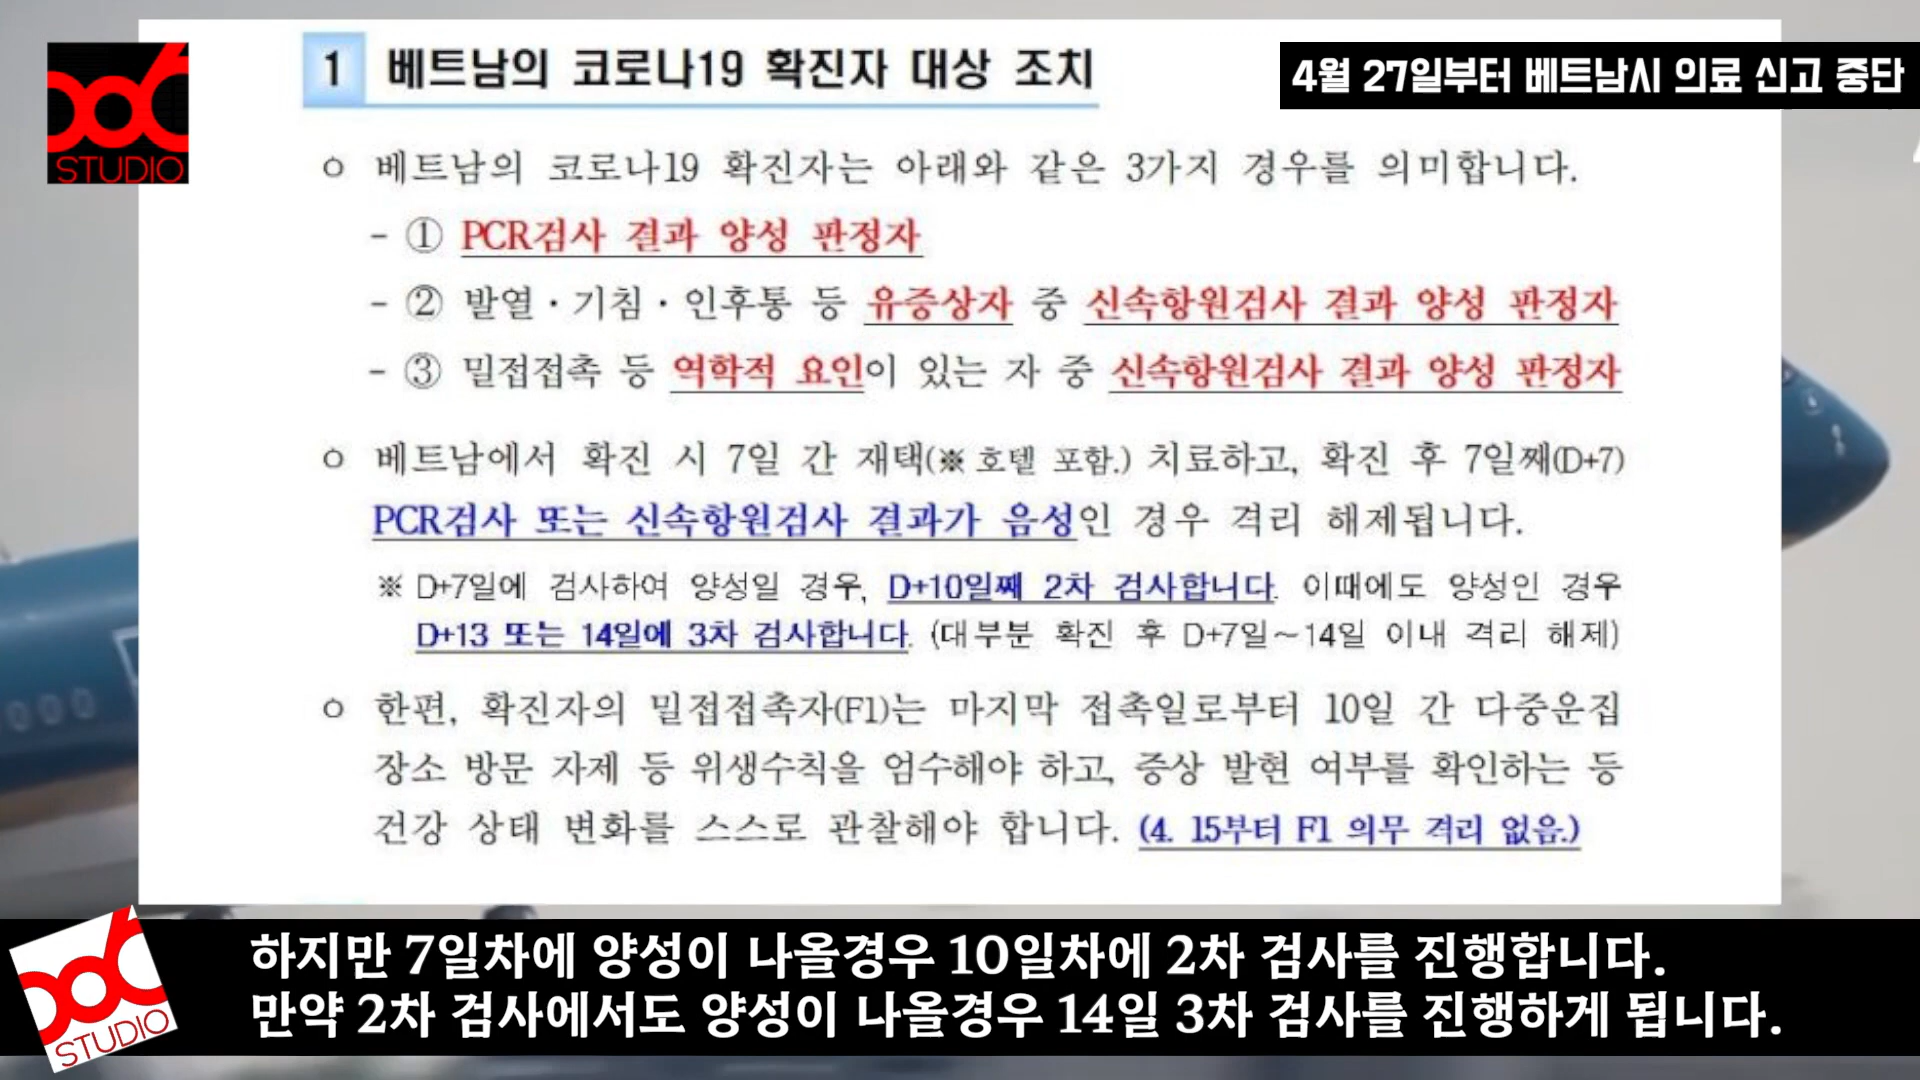 STUDIO
4월 27일부터 베트남시 의료 신고 중단
1 베트남의 코로나19 확진자 대상 조치
ㅇ 베트남의 코로나19 확진자는 아래와 같은 3가지 경우를 의미합니다.
- ① PCR검사 결과 양성 판정자
- ② 발열·기침·인후통 등 유증상자 중 신속항원검사 결과 양성 판정자
- ③ 밀접접촉 등 역학적 요인이 있는 자 중 신속항원검사 결과 양성 판정자
ㅇ 베트남에서 확진 시 7일 간 재택(※ 호텔 포함.) 치료하고, 확진 후 7일째(D+7)
PCR검사 또는 신속항원검사 결과가 음성인 경우 격리 해제됩니다.
※ D+7일에 검사하여 양성일 경우, D+10일째 2차 검사합니다. 이때에도 양성인 경우
D+13 또는 14일에 3차 검사합니다. (대부분 확진 후 D+7일~14일 이내 격리 해제)
ㅇ 한편, 확진자의 밀접접촉자(F1)는 마지막 접촉일로부터 10일 간 다중운집
장소 방문 자제 등 위생수칙을 엄수해야 하고, 증상 발현 여부를 확인하는 등
건강 상태 변화를 스스로 관찰해야 합니다. (4. 15부터 F1 의무 격리 없음.)
하지만 7일차에 양성이 나올경우 10일차에 2차 검사를 진행합니다.
만약 2차 검사에서도 양성이 나올경우 14일 3차 검사를 진행하게 됩니다.
STUDIO